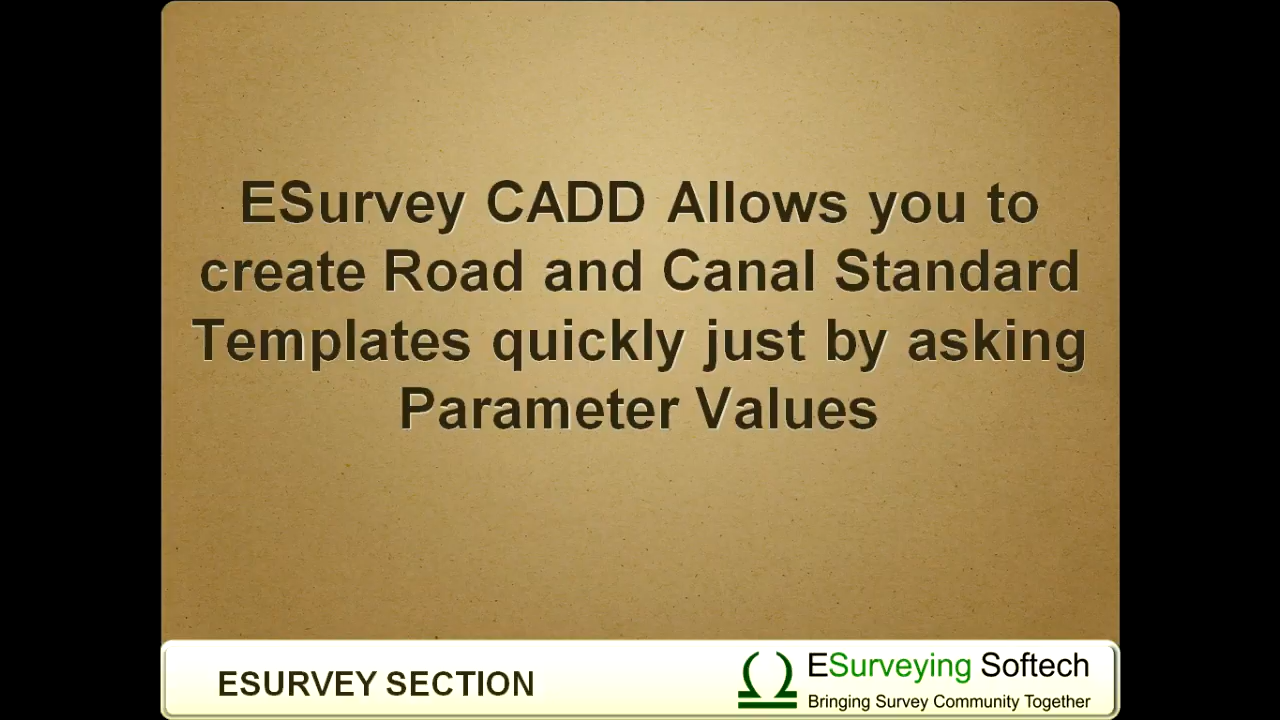 ESurvey CADD Allows you to
create Road and Canal Standard
Templates quickly just by asking
Parameter Values
ESURVEY SECTION
ESurveying Softech
Bringing Survey Community Together